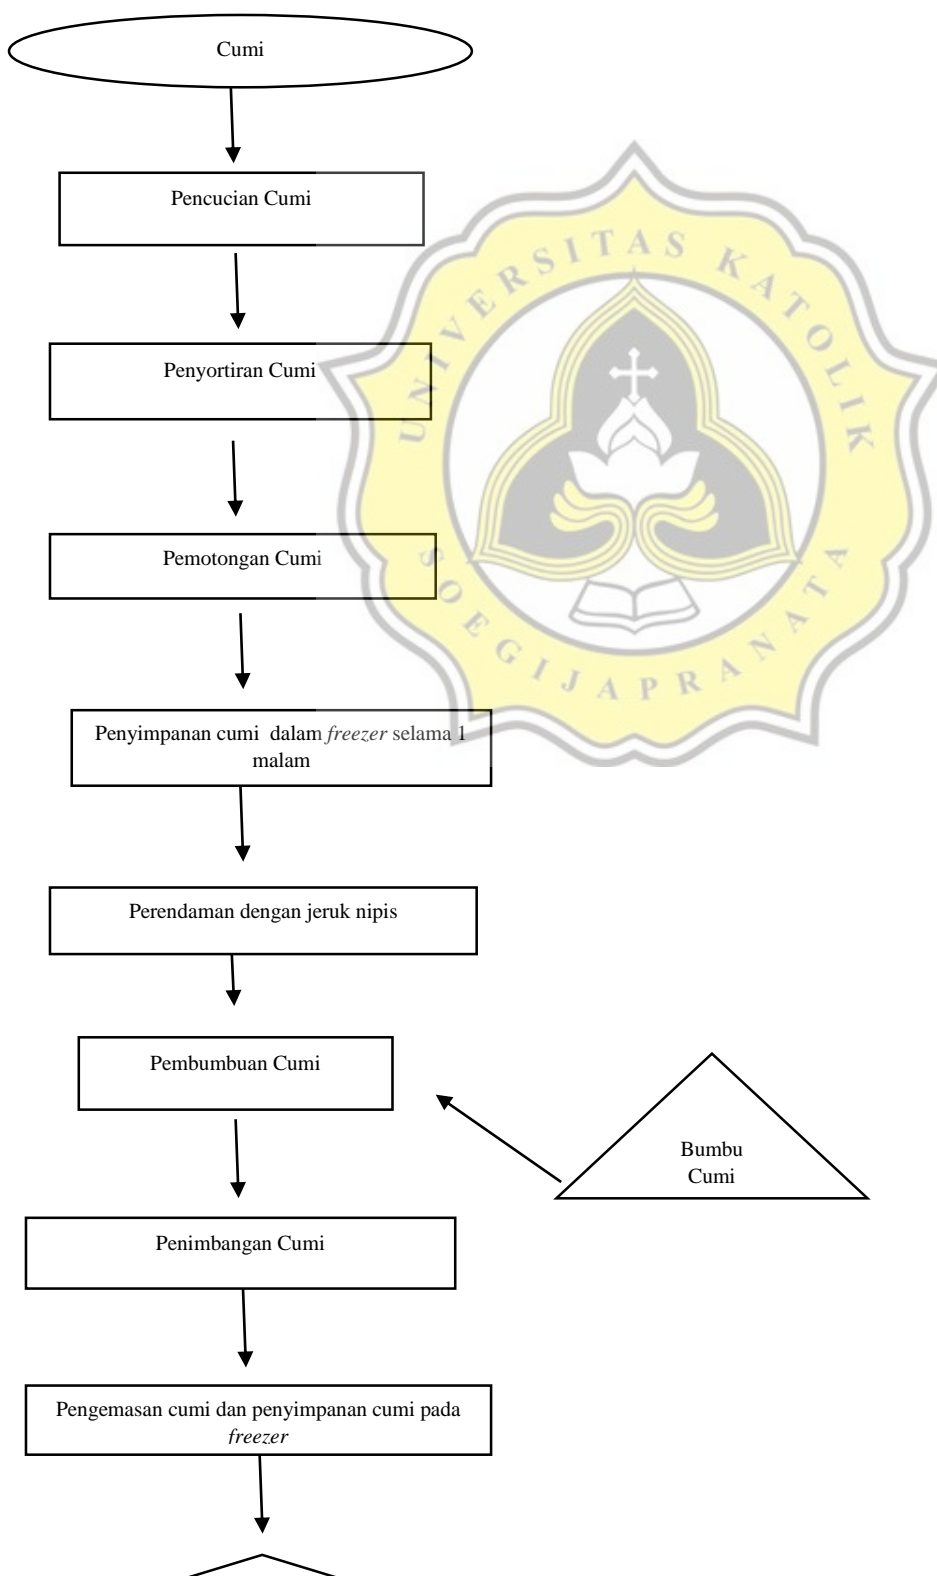 Cumi
Pencucian Cumi
UNIVERSITAS KATOLIK
SOEGIJAPRANATA
Penyortiran Cumi
Pemotongan Cumi
Penyimpanan cumi dalam freezer selama 1
malam
Perendaman dengan jeruk nipis
Pembumbuan Cumi
Bumbu
Cumi
Penimbangan Cumi
Pengemasan cumi dan penyimpanan cumi pada
freezer